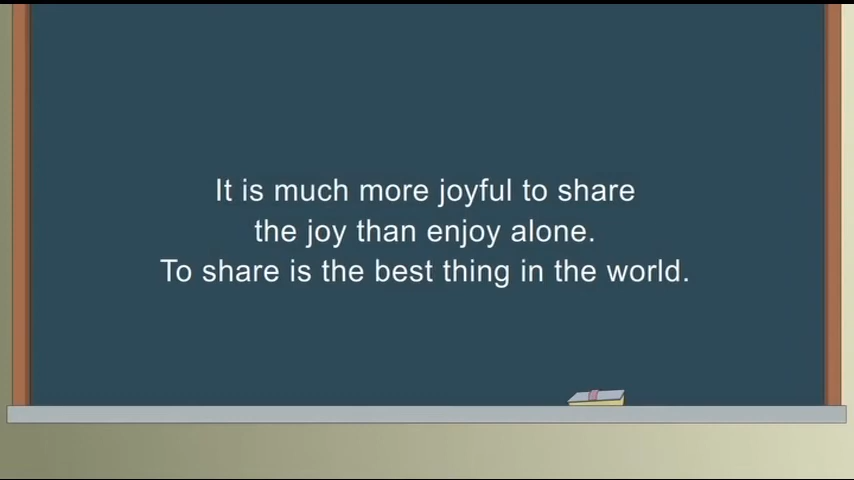 It is much more joyful to share
the joy than enjoy alone.
To share is the best thing in the world.